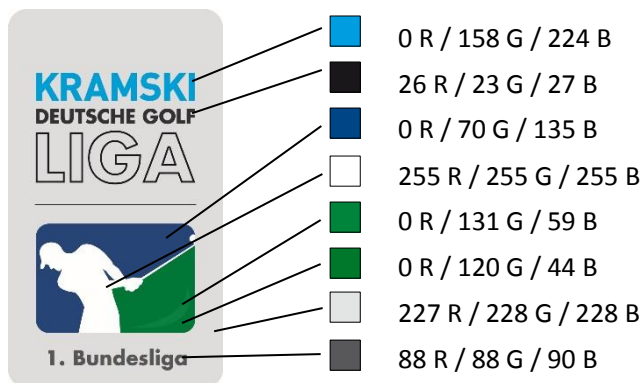 KRAMSKI
DEUTSCHE GOLF
LIGA
1. Bundesliga
0 R / 158 G / 224 B
26 R / 23 G / 27 B
0 R / 70 G / 135 B
255 R / 255 G / 255 B
0 R / 131 G / 59 B
0 R / 120 G / 44 B
227 R / 228 G / 228 B
88 R / 88 G / 90 B